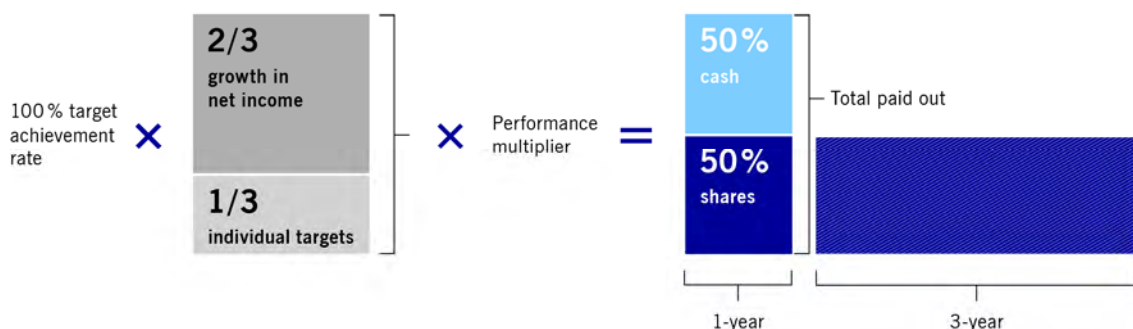 100% target
achievement
rate
×
2/3
growth in
net income
1/3
individual targets
×
Performance
multiplier
=
50%
cash
50%
shares
Total paid out
1-year
3-year